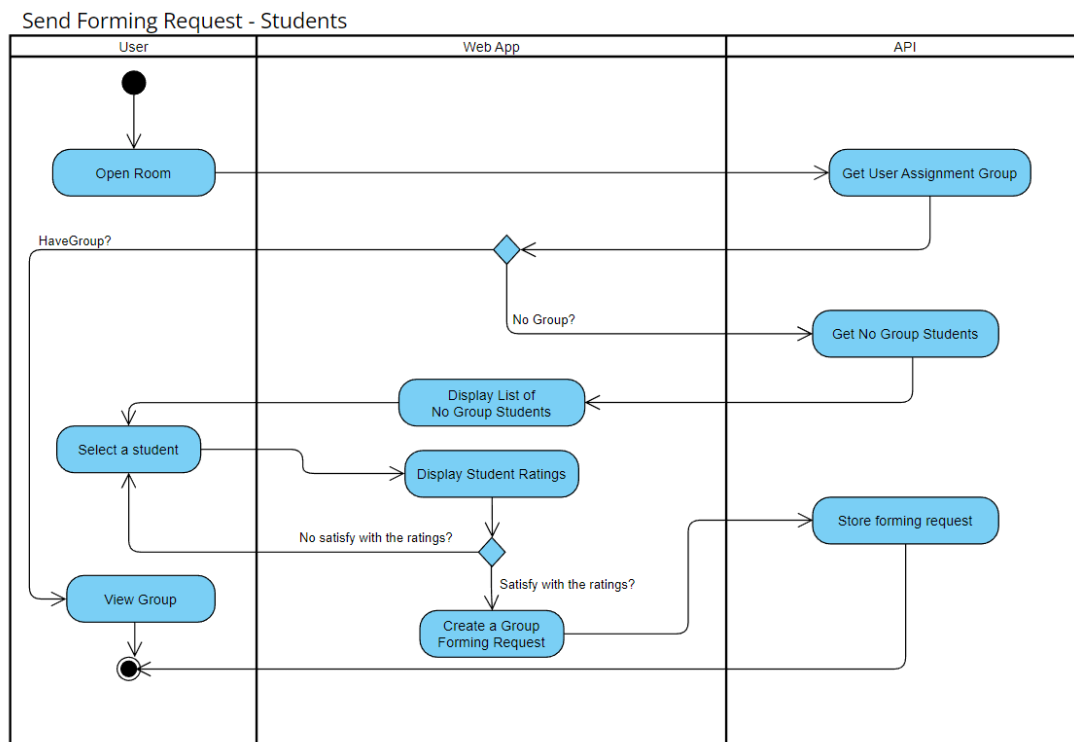 Send Forming Request - Students
User
Web App
API
Open Room
Get User Assignment Group
HaveGroup?
No Group?
Get No Group Students
Display List of
No Group Students
Select a student
Display Student Ratings
Store forming request
No satisfy with the ratings?
Satisfy with the ratings?
View Group
Create a Group
Forming Request